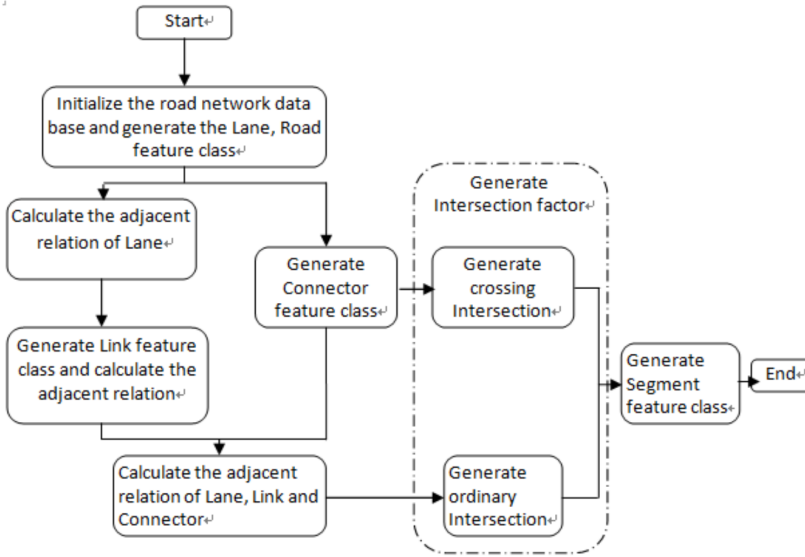 Start
Initialize the road network data
base and generate the Lane, Road
feature class
Calculate the adjacent
relation of Lane
Generate
Connector
feature class
Generate
Intersection factor
Generate
crossing
Intersection
Generate Link feature
class and calculate the
adjacent relation
Generate
Segment
feature class
End
Calculate the adjacent
relation of Lane, Link and
Connector
Generate
ordinary
Intersection